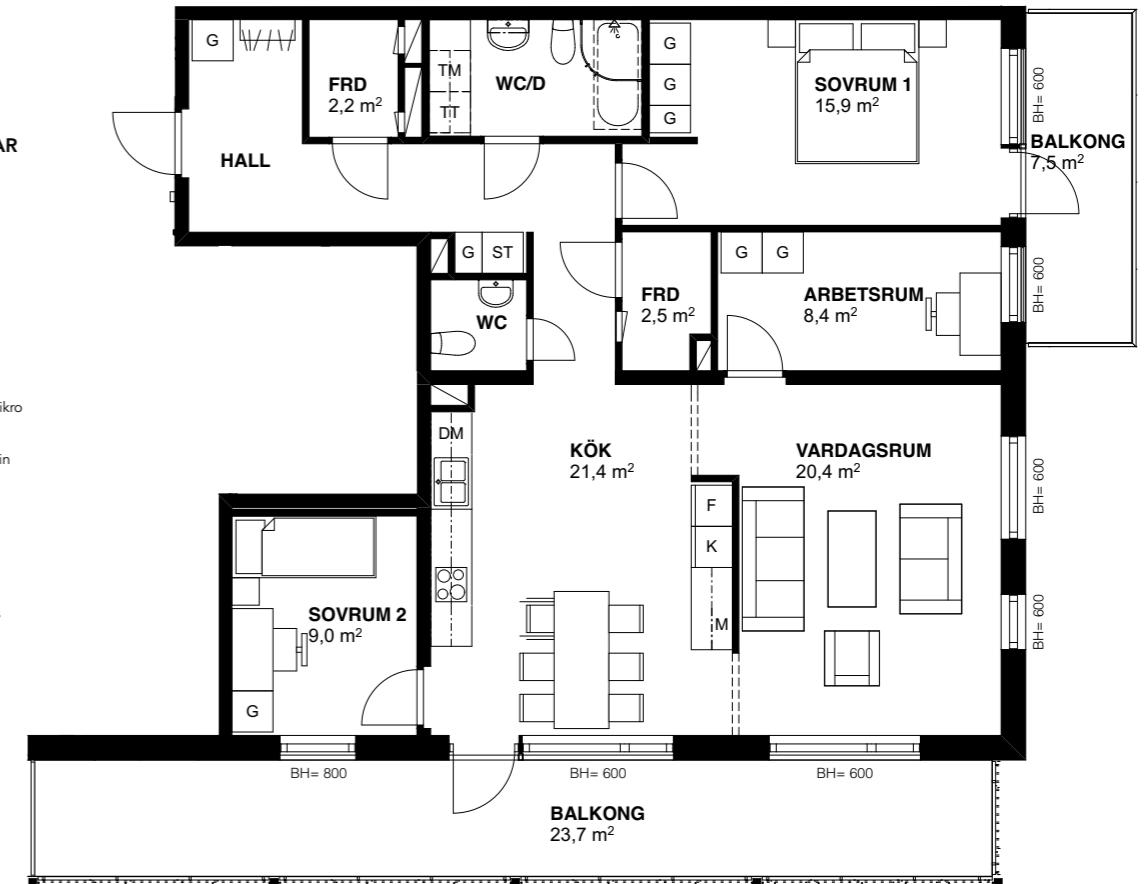 G
FRD
2,2 m²
TM
TT
WC/D
G
G
G
SOVRUM 1
15,9 m²
BH= 600
BALKONG
7,5 m²
AR
HALL
G
ST
WC
FRD
2,5 m²
G
G
ARBETSRUM
8,4 m²
BH= 600
ikro
in
DM
KÖK
21,4 m²
VARDAGSRUM
20,4 m²
F
K
M
BH= 600
BH= 600
SOVRUM 2
9,0 m²
G
BH= 800
BH= 600
BH= 600
BALKONG
23,7 m²